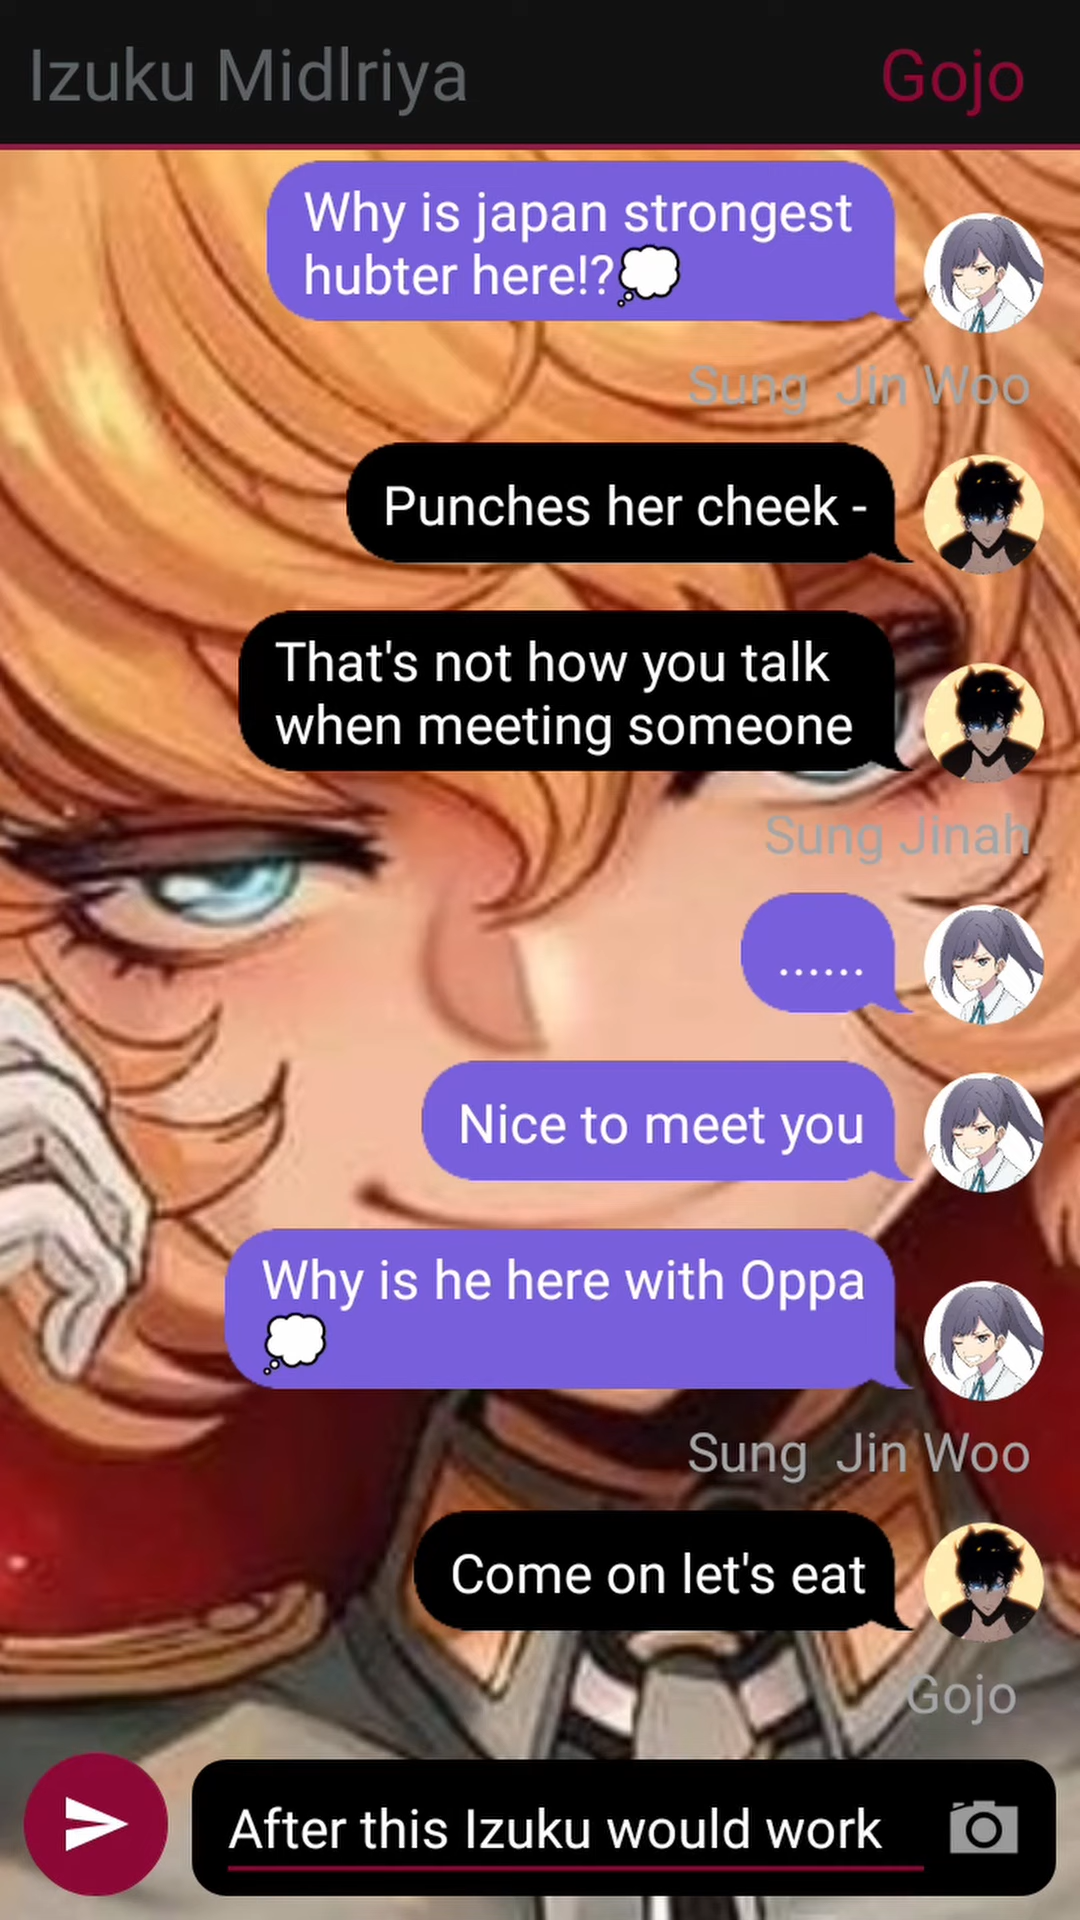 Izuku Midlriya
Gojo
Why is japan strongest
hubter here!?💭
Sung Jin Woo
Punches her cheek -
That's not how you talk
when meeting someone
Sung Jinah
......
Nice to meet you
Why is he here with Oppa
💭
Sung Jin Woo
Come on let's eat
Gojo
After this Izuku would work